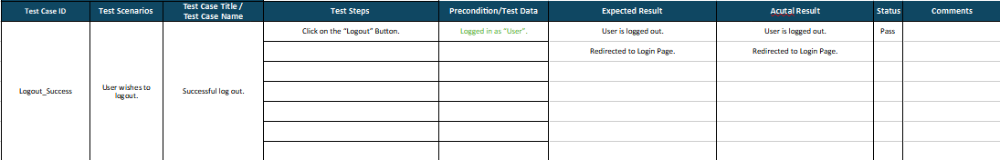 Test Case ID
Test Scenarios
Test Case Title /
Test Case Name
Test Steps
Precondition/Test Data
Expected Result
Acutal Result
Status
Comments
Logout_Success
User wishes to
logout.
Successful log out.
Click on the “Logout” Button.
Logged in as “User”.
User is logged out.
User is logged out.
Pass
Redirected to Login Page.
Redirected to Login Page.